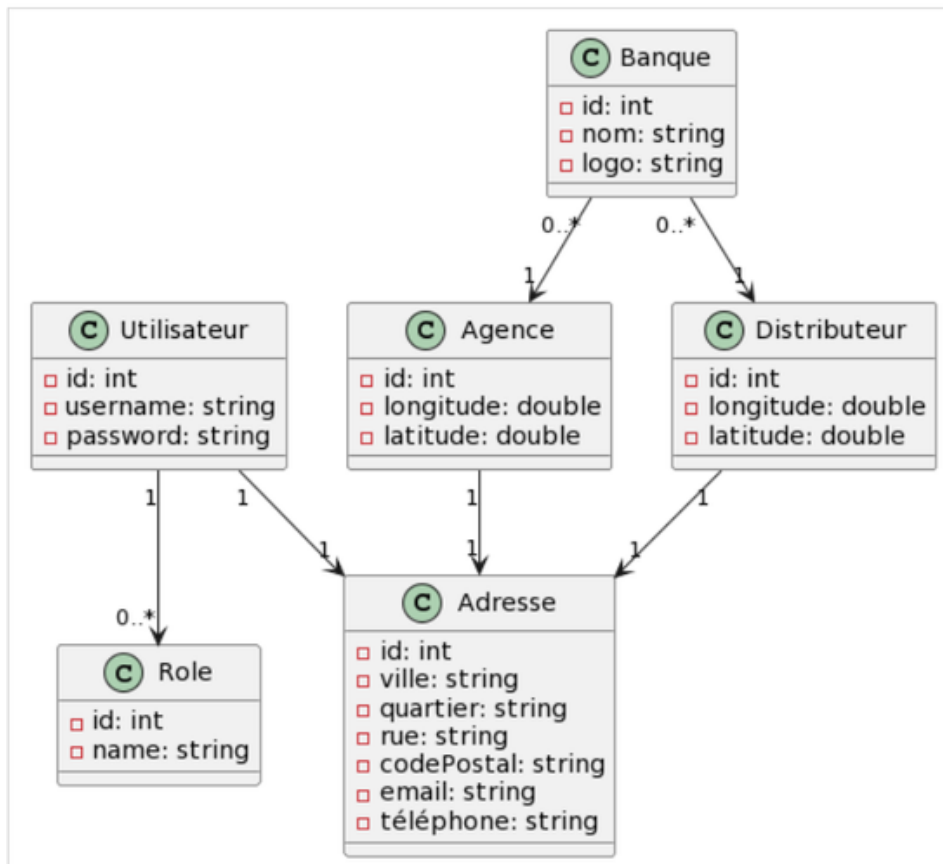 C Banque
id: int
nom: string
logo: string
0..*
0..*
1
1
C Utilisateur
id: int
username: string
password: string
C Agence
id: int
longitude: double
latitude: double
C Distributeur
id: int
longitude: double
latitude: double
1
1
1
1
0..*
1
1
1
C Role
id: int
name: string
C Adresse
id: int
ville: string
quartier: string
rue: string
codePostal: string
email: string
téléphone: string